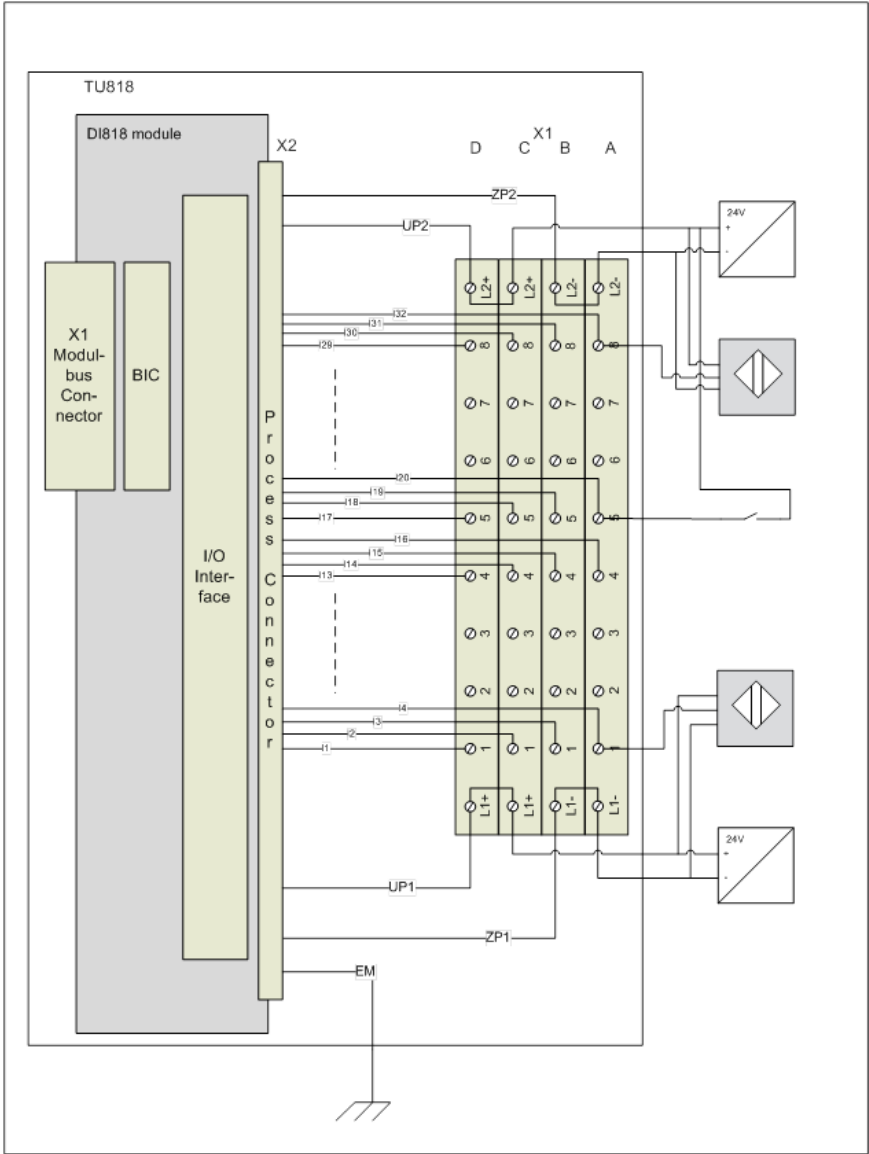 TU818
DI818 module
X2
X1
D C B A
ZP2
UP2
24V
+
-
L2+ L2+ L2- L2-
I32
I31
I30
I29
8 8 8 8
X1
Modul-
bus
Con-
nector
BIC
7 7 7 7
Process Connector
6 6 6 6
I20
I19
I18
I17
5 5 5 5
I16
I15
I14
I13
4 4 4 4
I/O
Inter-
face
3 3 3 3
2 2 2 2
I4
I3
I2
I1
1 1 1 1
L1+ L1+ L1- L1-
24V
+
-
UP1
ZP1
EM